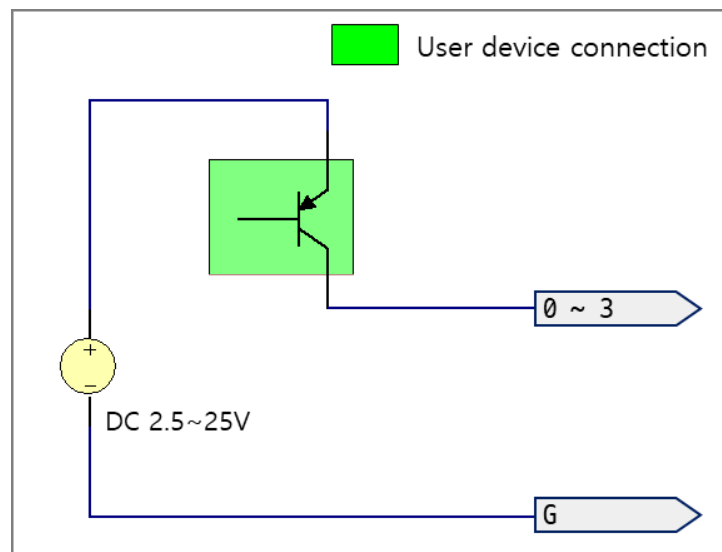 User device connection
0 ~ 3
+
−
DC 2.5~25V
G